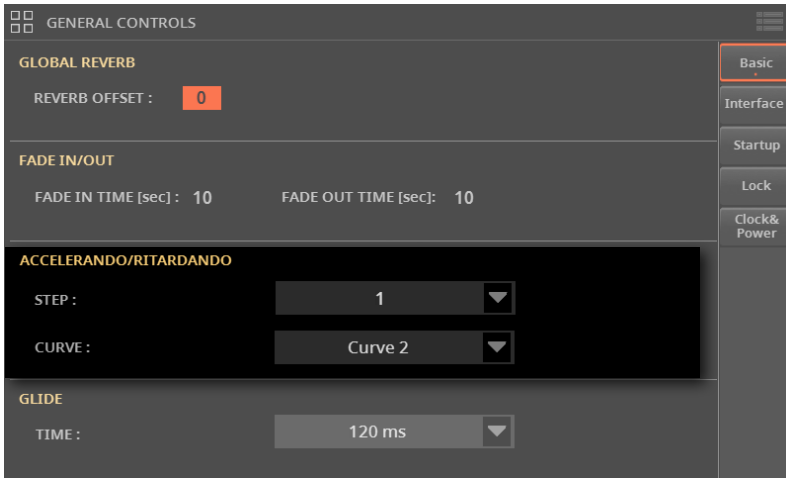 GENERAL CONTROLS
GLOBAL REVERB
REVERB OFFSET : 0
FADE IN/OUT
FADE IN TIME [sec] : 10 FADE OUT TIME [sec]: 10
ACCELERANDO/RITARDANDO
STEP : 1
CURVE : Curve 2
GLIDE
TIME : 120 ms
Basic
Interface
Startup
Lock
Clock&
Power